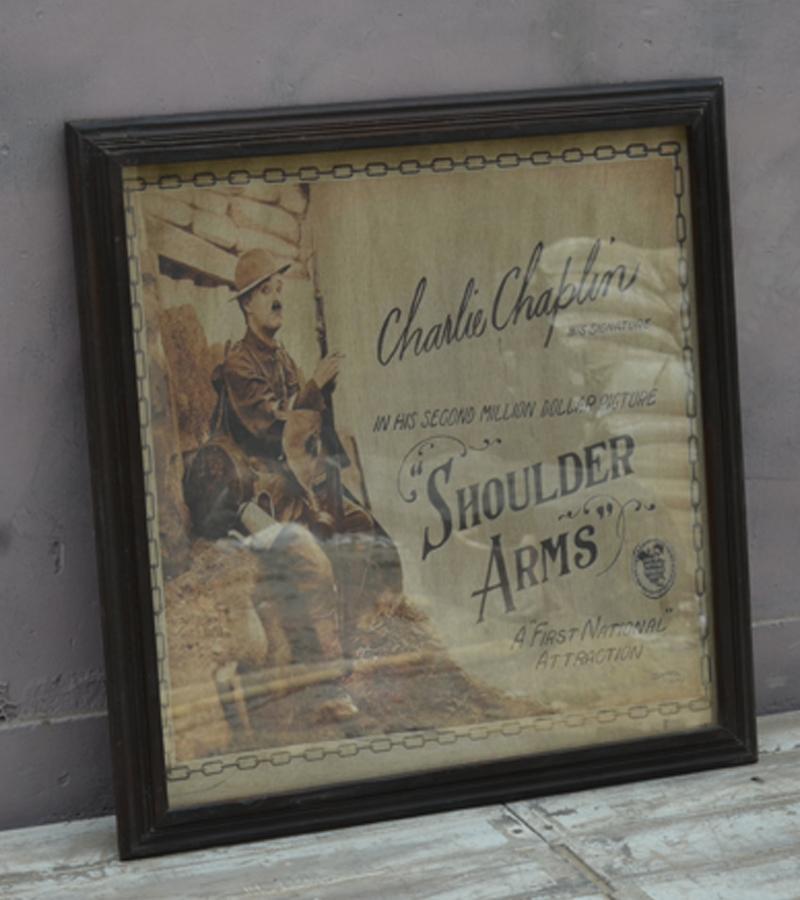 Charlie Chaplin
HIS SIGNATURE
IN HIS SECOND MILLION DOLLAR PICTURE
"SHOULDER
ARMS"
A "FIRST NATIONAL"
ATTRACTION